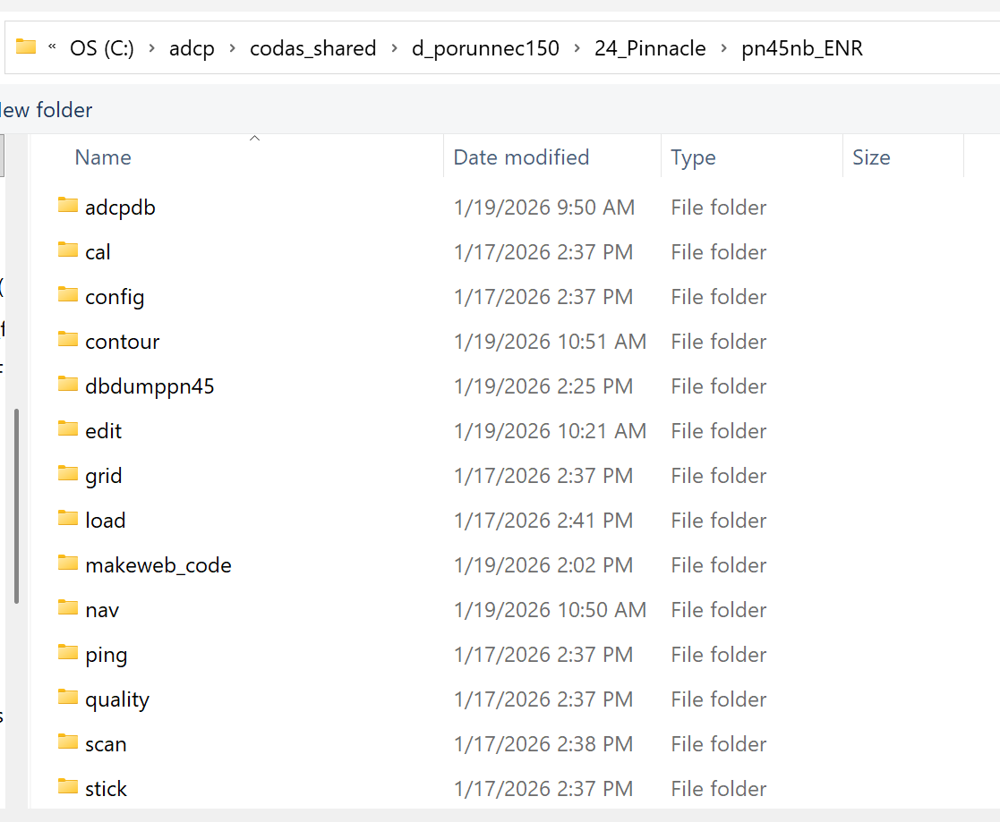 « OS (C:) › adcp › codas_shared › d_porunnec150 › 24_Pinnacle › pn45nb_ENR
ew folder
Name Date modified Type Size
adcpdb 1/19/2026 9:50 AM File folder
cal 1/17/2026 2:37 PM File folder
config 1/17/2026 2:37 PM File folder
contour 1/19/2026 10:51 AM File folder
dbdumppn45 1/19/2026 2:25 PM File folder
edit 1/19/2026 10:21 AM File folder
grid 1/17/2026 2:37 PM File folder
load 1/17/2026 2:41 PM File folder
makeweb_code 1/19/2026 2:02 PM File folder
nav 1/19/2026 10:50 AM File folder
ping 1/17/2026 2:37 PM File folder
quality 1/17/2026 2:37 PM File folder
scan 1/17/2026 2:38 PM File folder
stick 1/17/2026 2:37 PM File folder